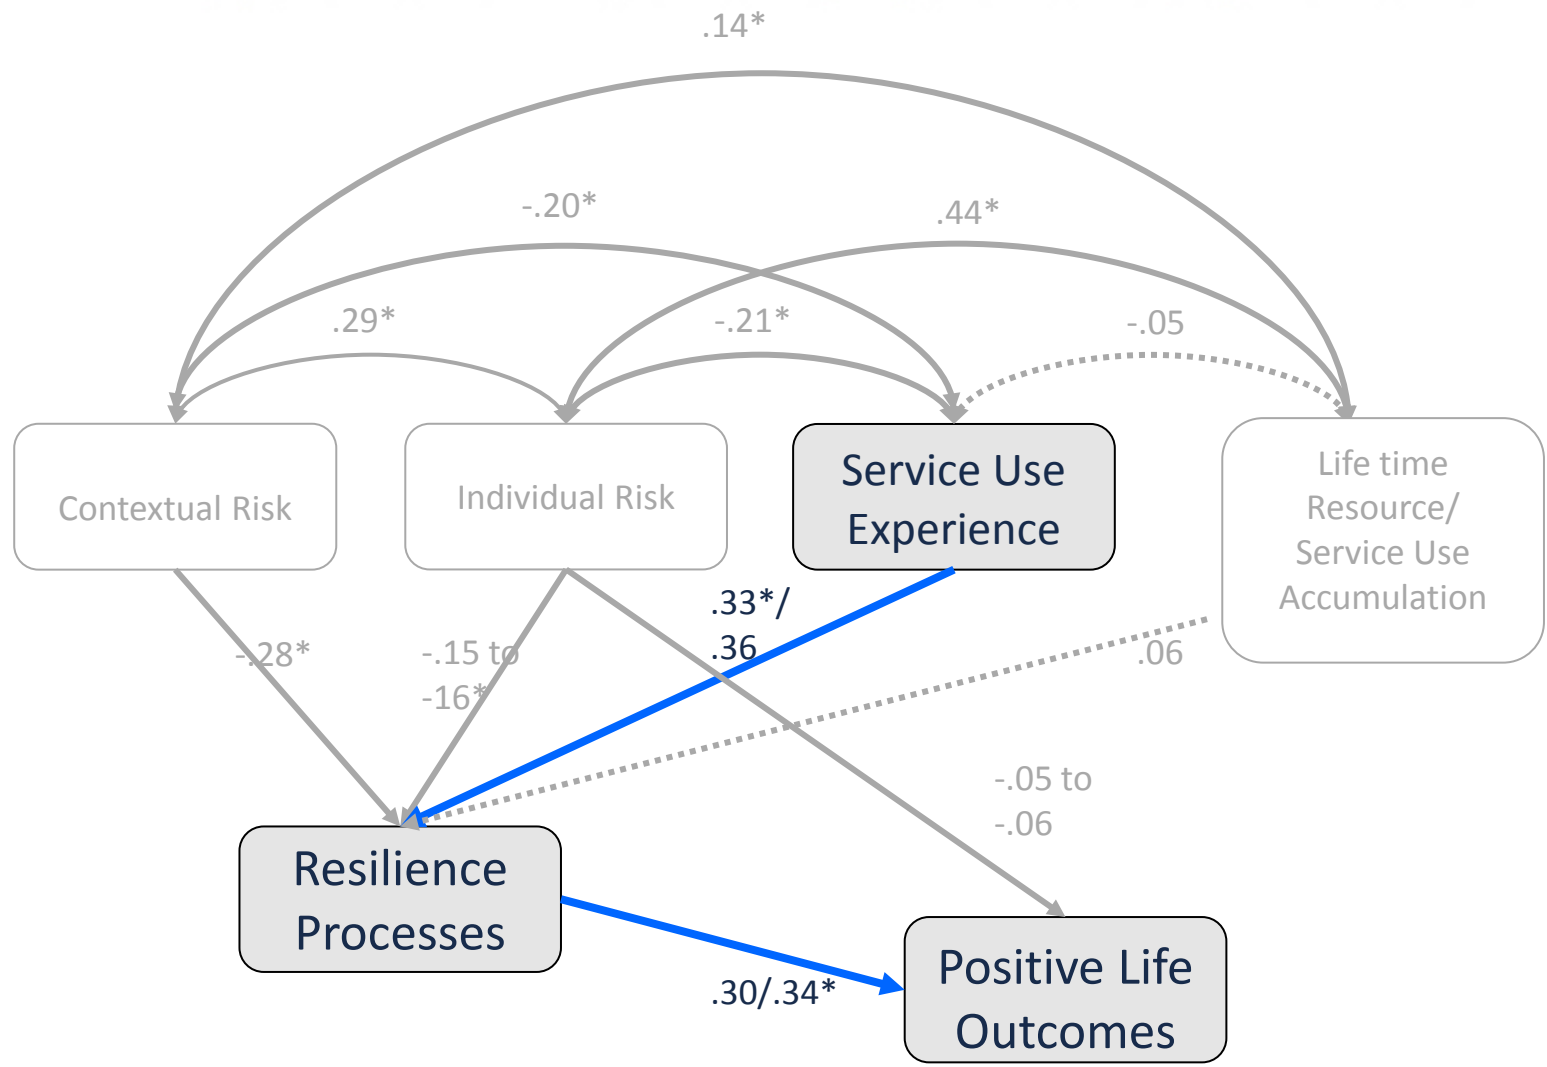 .14*
-.20*
.44*
.29*
-.21*
-.05
Contextual Risk
Individual Risk
Service Use
Experience
Life time
Resource/
Service Use
Accumulation
-.28*
-.15 to
-16*
.33*/
.36
.06
-.05 to
-.06
Resilience
Processes
.30/.34*
Positive Life
Outcomes